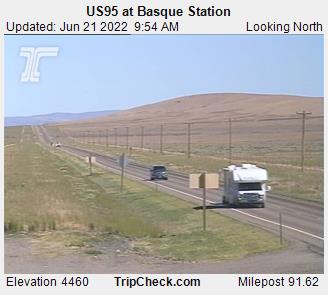 US95 at Basque Station
Updated: Jun 21 2022 9:54 AM Looking North
Elevation 4460 TripCheck.com Milepost 91.62